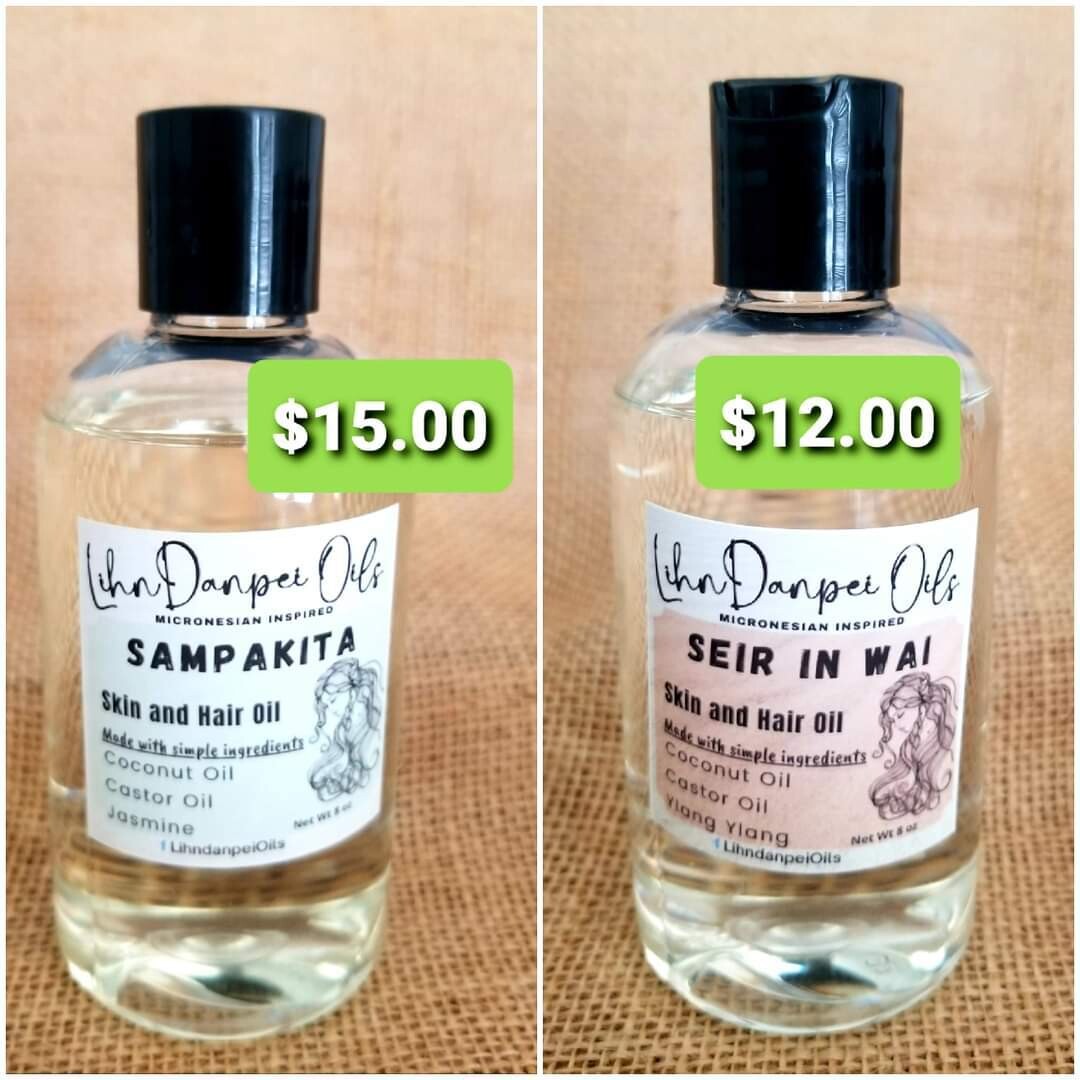 $15.00
LihnDanpei Oils
MICRONESIAN INSPIRED
SAMPAKITA
Skin and Hair Oil
Made with simple ingredients
Coconut Oil
Castor Oil
Jasmine
Net Wt 8 oz
LihndanpeiOils
$12.00
LihnDanpei Oils
MICRONESIAN INSPIRED
SEIR IN WAI
Skin and Hair Oil
Made with simple ingredients
Coconut Oil
Castor Oil
Ylang Ylang
Net Wt 8 oz
LihndanpeiOils